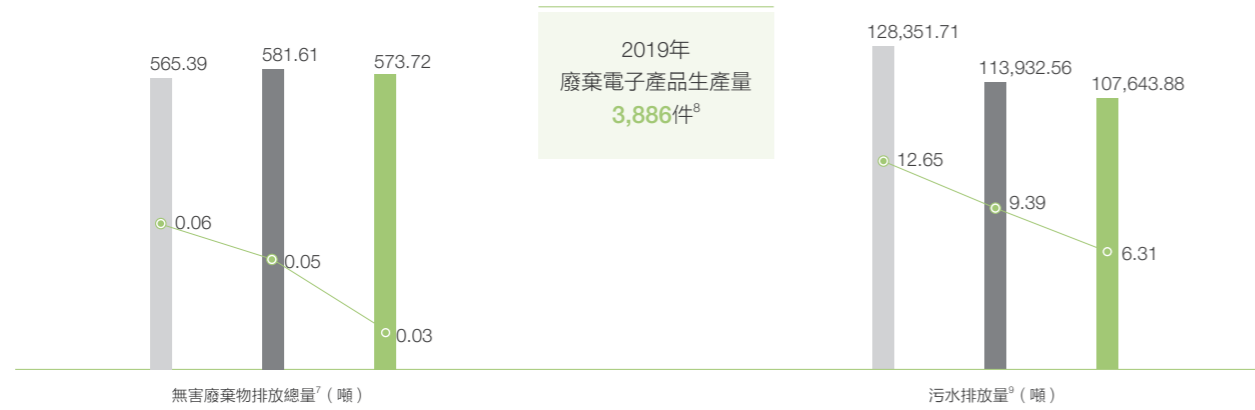 565.39
581.61
573.72
0.06
0.05
0.03
無害廢棄物排放總量7（噸）
2019年
廢棄電子產品生產量
3,886件8
128,351.71
113,932.56
107,643.88
12.65
9.39
6.31
污水排放量9（噸）